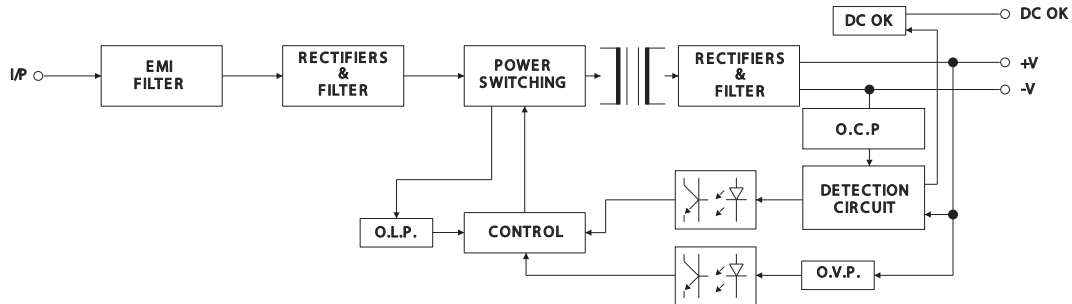 DC OK
DC OK
I/P
EMI
FILTER
RECTIFIERS
&
FILTER
POWER
SWITCHING
RECTIFIERS
&
FILTER
+V
-V
O.C.P
DETECTION
CIRCUIT
O.L.P.
CONTROL
O.V.P.